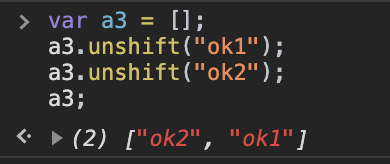 > var a3 = [];
a3.unshift("ok1");
a3.unshift("ok2");
a3;
(2) ["ok2", "ok1"]